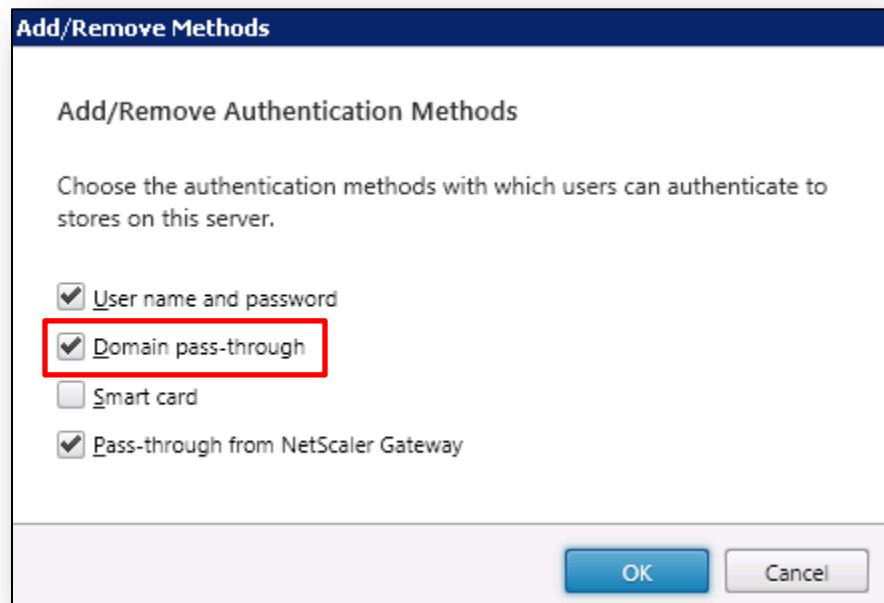 Add/Remove Methods
Add/Remove Authentication Methods
Choose the authentication methods with which users can authenticate to
stores on this server.
User name and password
Domain pass-through
Smart card
Pass-through from NetScaler Gateway
OK
Cancel